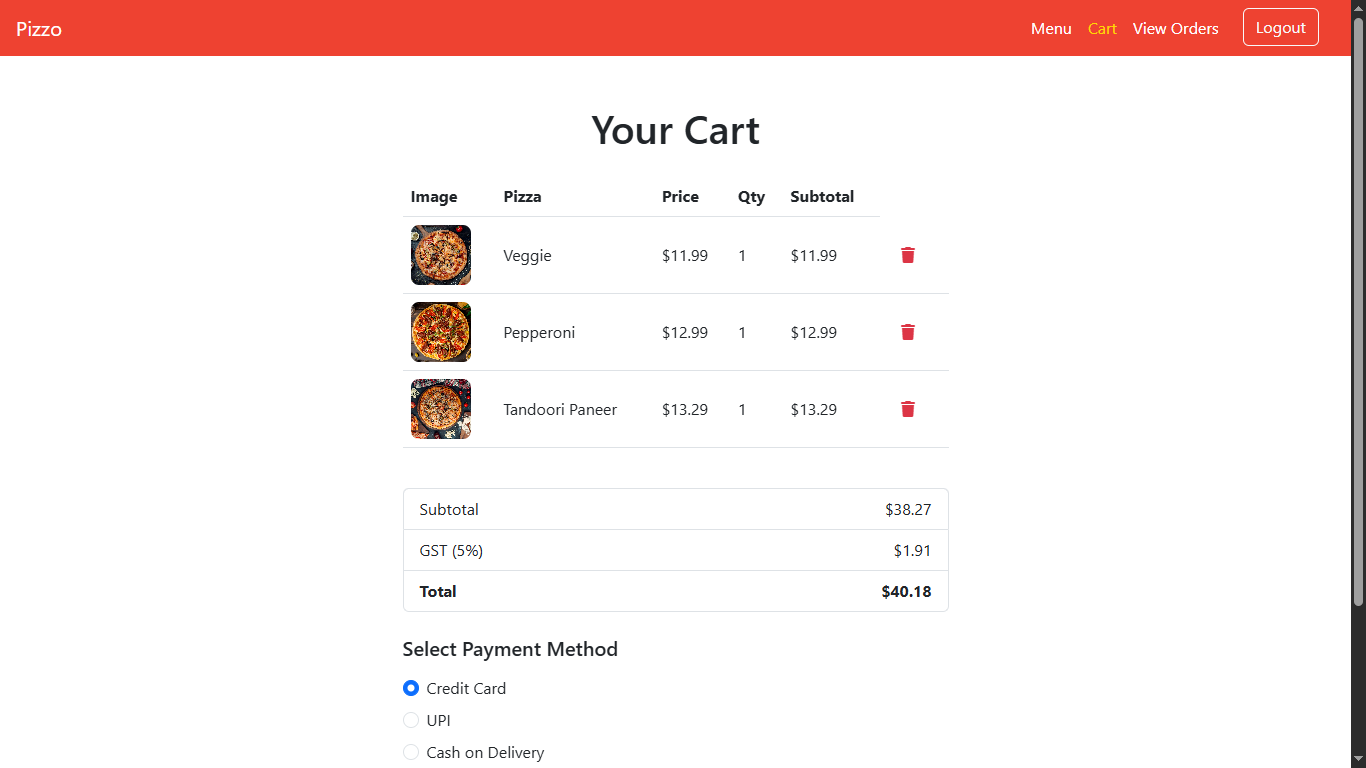 Pizzo Menu Cart View Orders Logout
Your Cart
Image Pizza Price Qty Subtotal
Veggie $11.99 1 $11.99
Pepperoni $12.99 1 $12.99
Tandoori Paneer $13.29 1 $13.29
Subtotal $38.27
GST (5%) $1.91
Total $40.18
Select Payment Method
Credit Card
UPI
Cash on Delivery